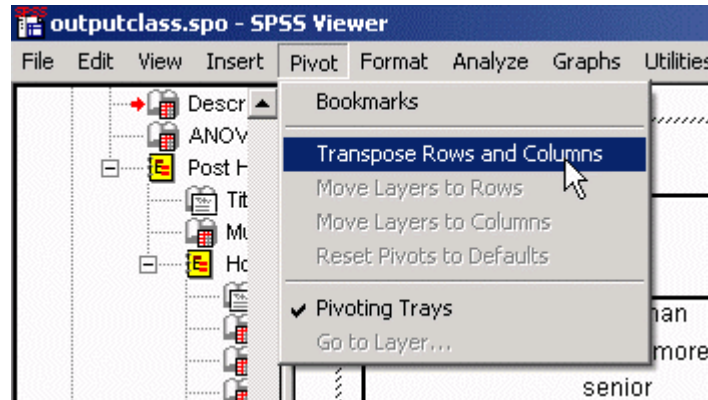 outputclass.spo - SPSS Viewer
File Edit View Insert Pivot Format Analyze Graphs Utilities
Descr
ANOV
Post H
Tit
Mu
Ho
Bookmarks
Transpose Rows and Columns
Move Layers to Rows
Move Layers to Columns
Reset Pivots to Defaults
Pivoting Trays
Go to Layer...
man
more
senior